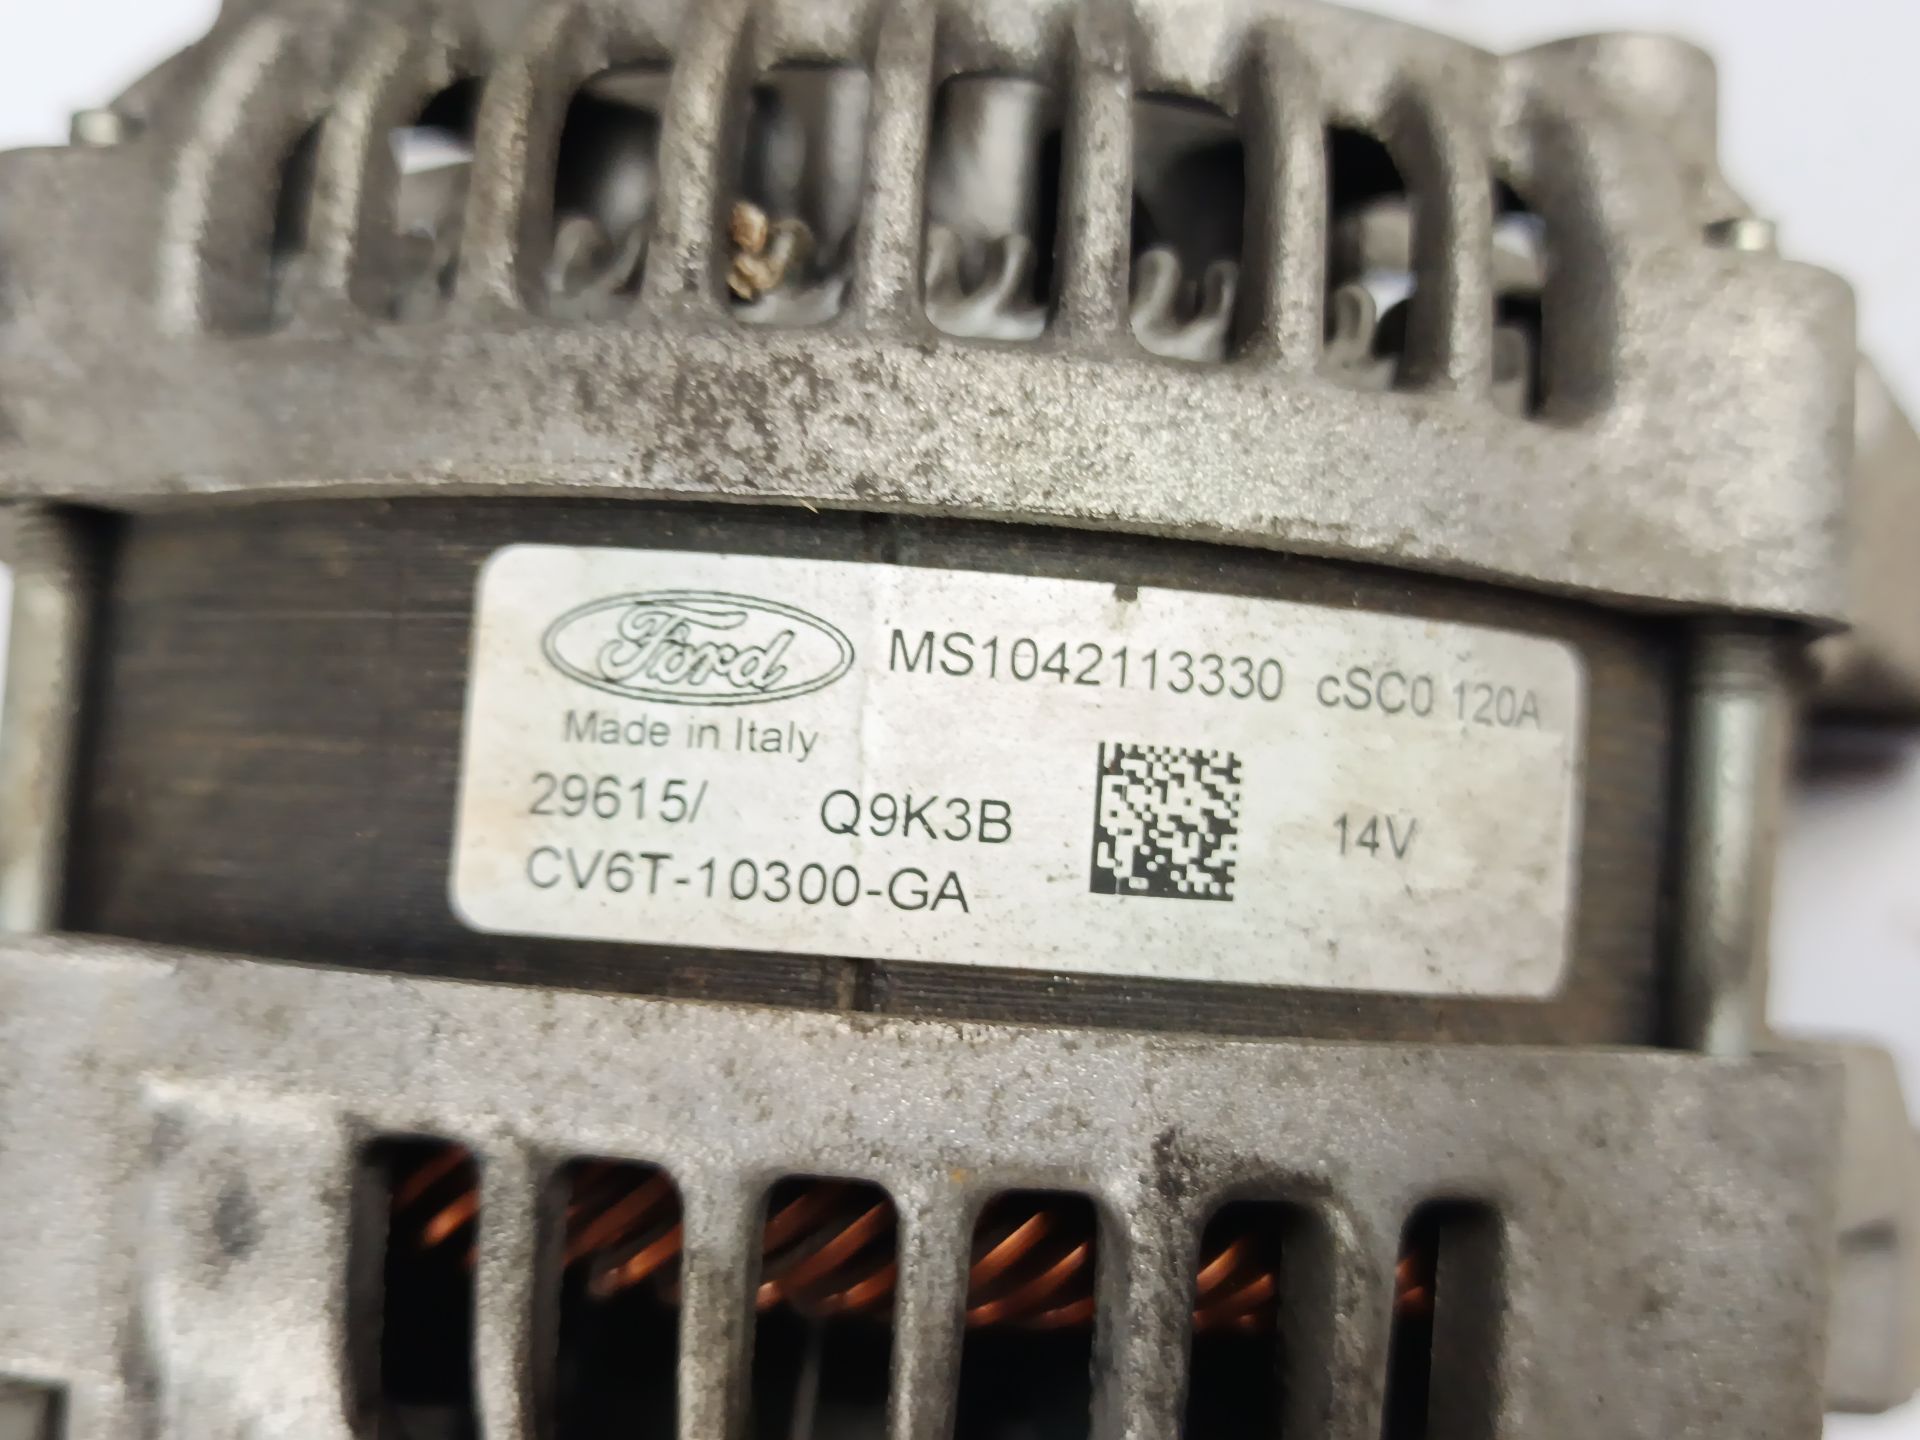 Ford MS1042113330 cSC0 120A
Made in Italy
29615/ Q9K3B 14V
CV6T-10300-GA